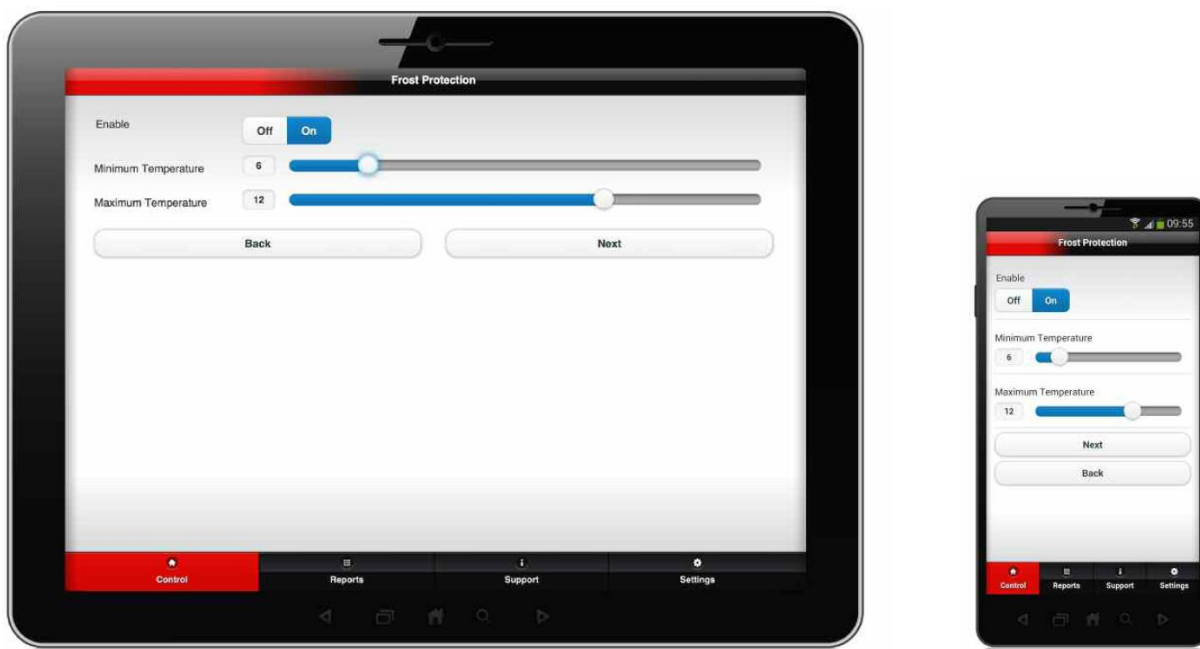 Frost Protection
Enable
Off On
Minimum Temperature 6
Maximum Temperature 12
Back Next
Control Reports Support Settings
09:55
Frost Protection
Enable
Off On
Minimum Temperature
6
Maximum Temperature
12
Next
Back
Control Reports Support Settings